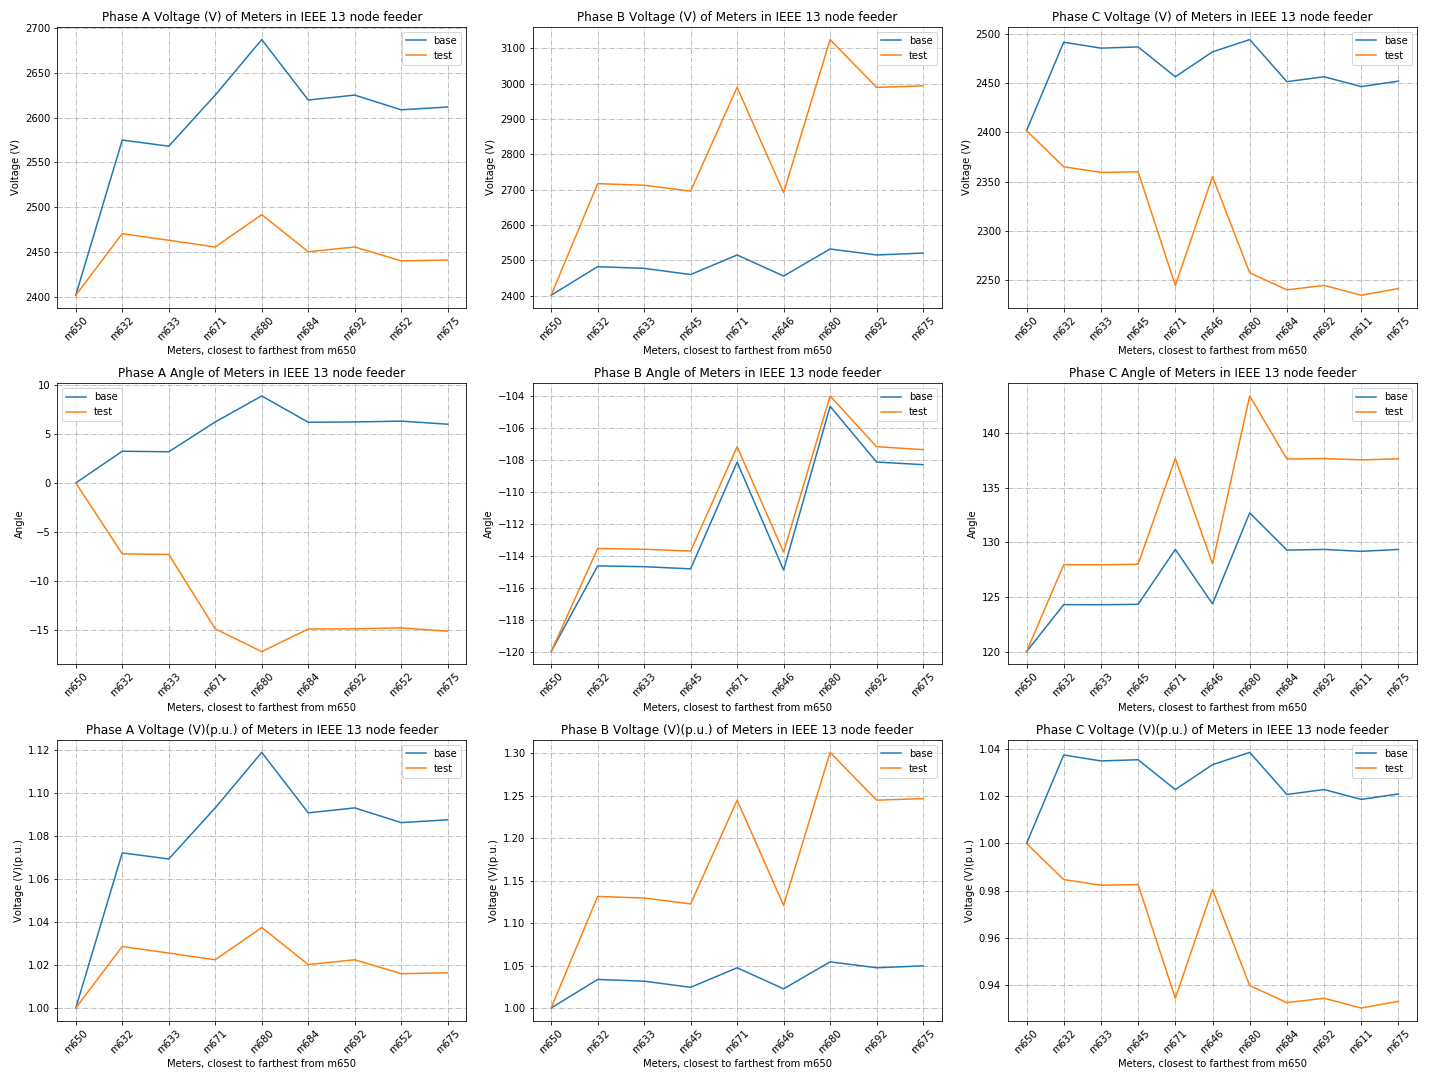 Phase A Voltage (V) of Meters in IEEE 13 node feeder
Voltage (V)
2700
2650
2600
2550
2500
2450
2400
base
test
m650 m632 m633 m671 m680 m684 m692 m652 m675
Meters, closest to farthest from m650
Phase B Voltage (V) of Meters in IEEE 13 node feeder
Voltage (V)
3100
3000
2900
2800
2700
2600
2500
2400
base
test
m650 m632 m633 m645 m671 m646 m680 m692 m675
Meters, closest to farthest from m650
Phase C Voltage (V) of Meters in IEEE 13 node feeder
Voltage (V)
2500
2450
2400
2350
2300
2250
base
test
m650 m632 m633 m645 m671 m646 m680 m684 m692 m611 m675
Meters, closest to farthest from m650
Phase A Angle of Meters in IEEE 13 node feeder
Angle
10
5
0
−5
−10
−15
base
test
m650 m632 m633 m671 m680 m684 m692 m652 m675
Meters, closest to farthest from m650
Phase B Angle of Meters in IEEE 13 node feeder
Angle
−104
−106
−108
−110
−112
−114
−116
−118
−120
base
test
m650 m632 m633 m645 m671 m646 m680 m692 m675
Meters, closest to farthest from m650
Phase C Angle of Meters in IEEE 13 node feeder
Angle
140
135
130
125
120
base
test
m650 m632 m633 m645 m671 m646 m680 m684 m692 m611 m675
Meters, closest to farthest from m650
Phase A Voltage (V)(p.u.) of Meters in IEEE 13 node feeder
Voltage (V)(p.u.)
1.12
1.10
1.08
1.06
1.04
1.02
1.00
base
test
m650 m632 m633 m671 m680 m684 m692 m652 m675
Meters, closest to farthest from m650
Phase B Voltage (V)(p.u.) of Meters in IEEE 13 node feeder
Voltage (V)(p.u.)
1.30
1.25
1.20
1.15
1.10
1.05
1.00
base
test
m650 m632 m633 m645 m671 m646 m680 m692 m675
Meters, closest to farthest from m650
Phase C Voltage (V)(p.u.) of Meters in IEEE 13 node feeder
Voltage (V)(p.u.)
1.04
1.02
1.00
0.98
0.96
0.94
base
test
m650 m632 m633 m645 m671 m646 m680 m684 m692 m611 m675
Meters, closest to farthest from m650